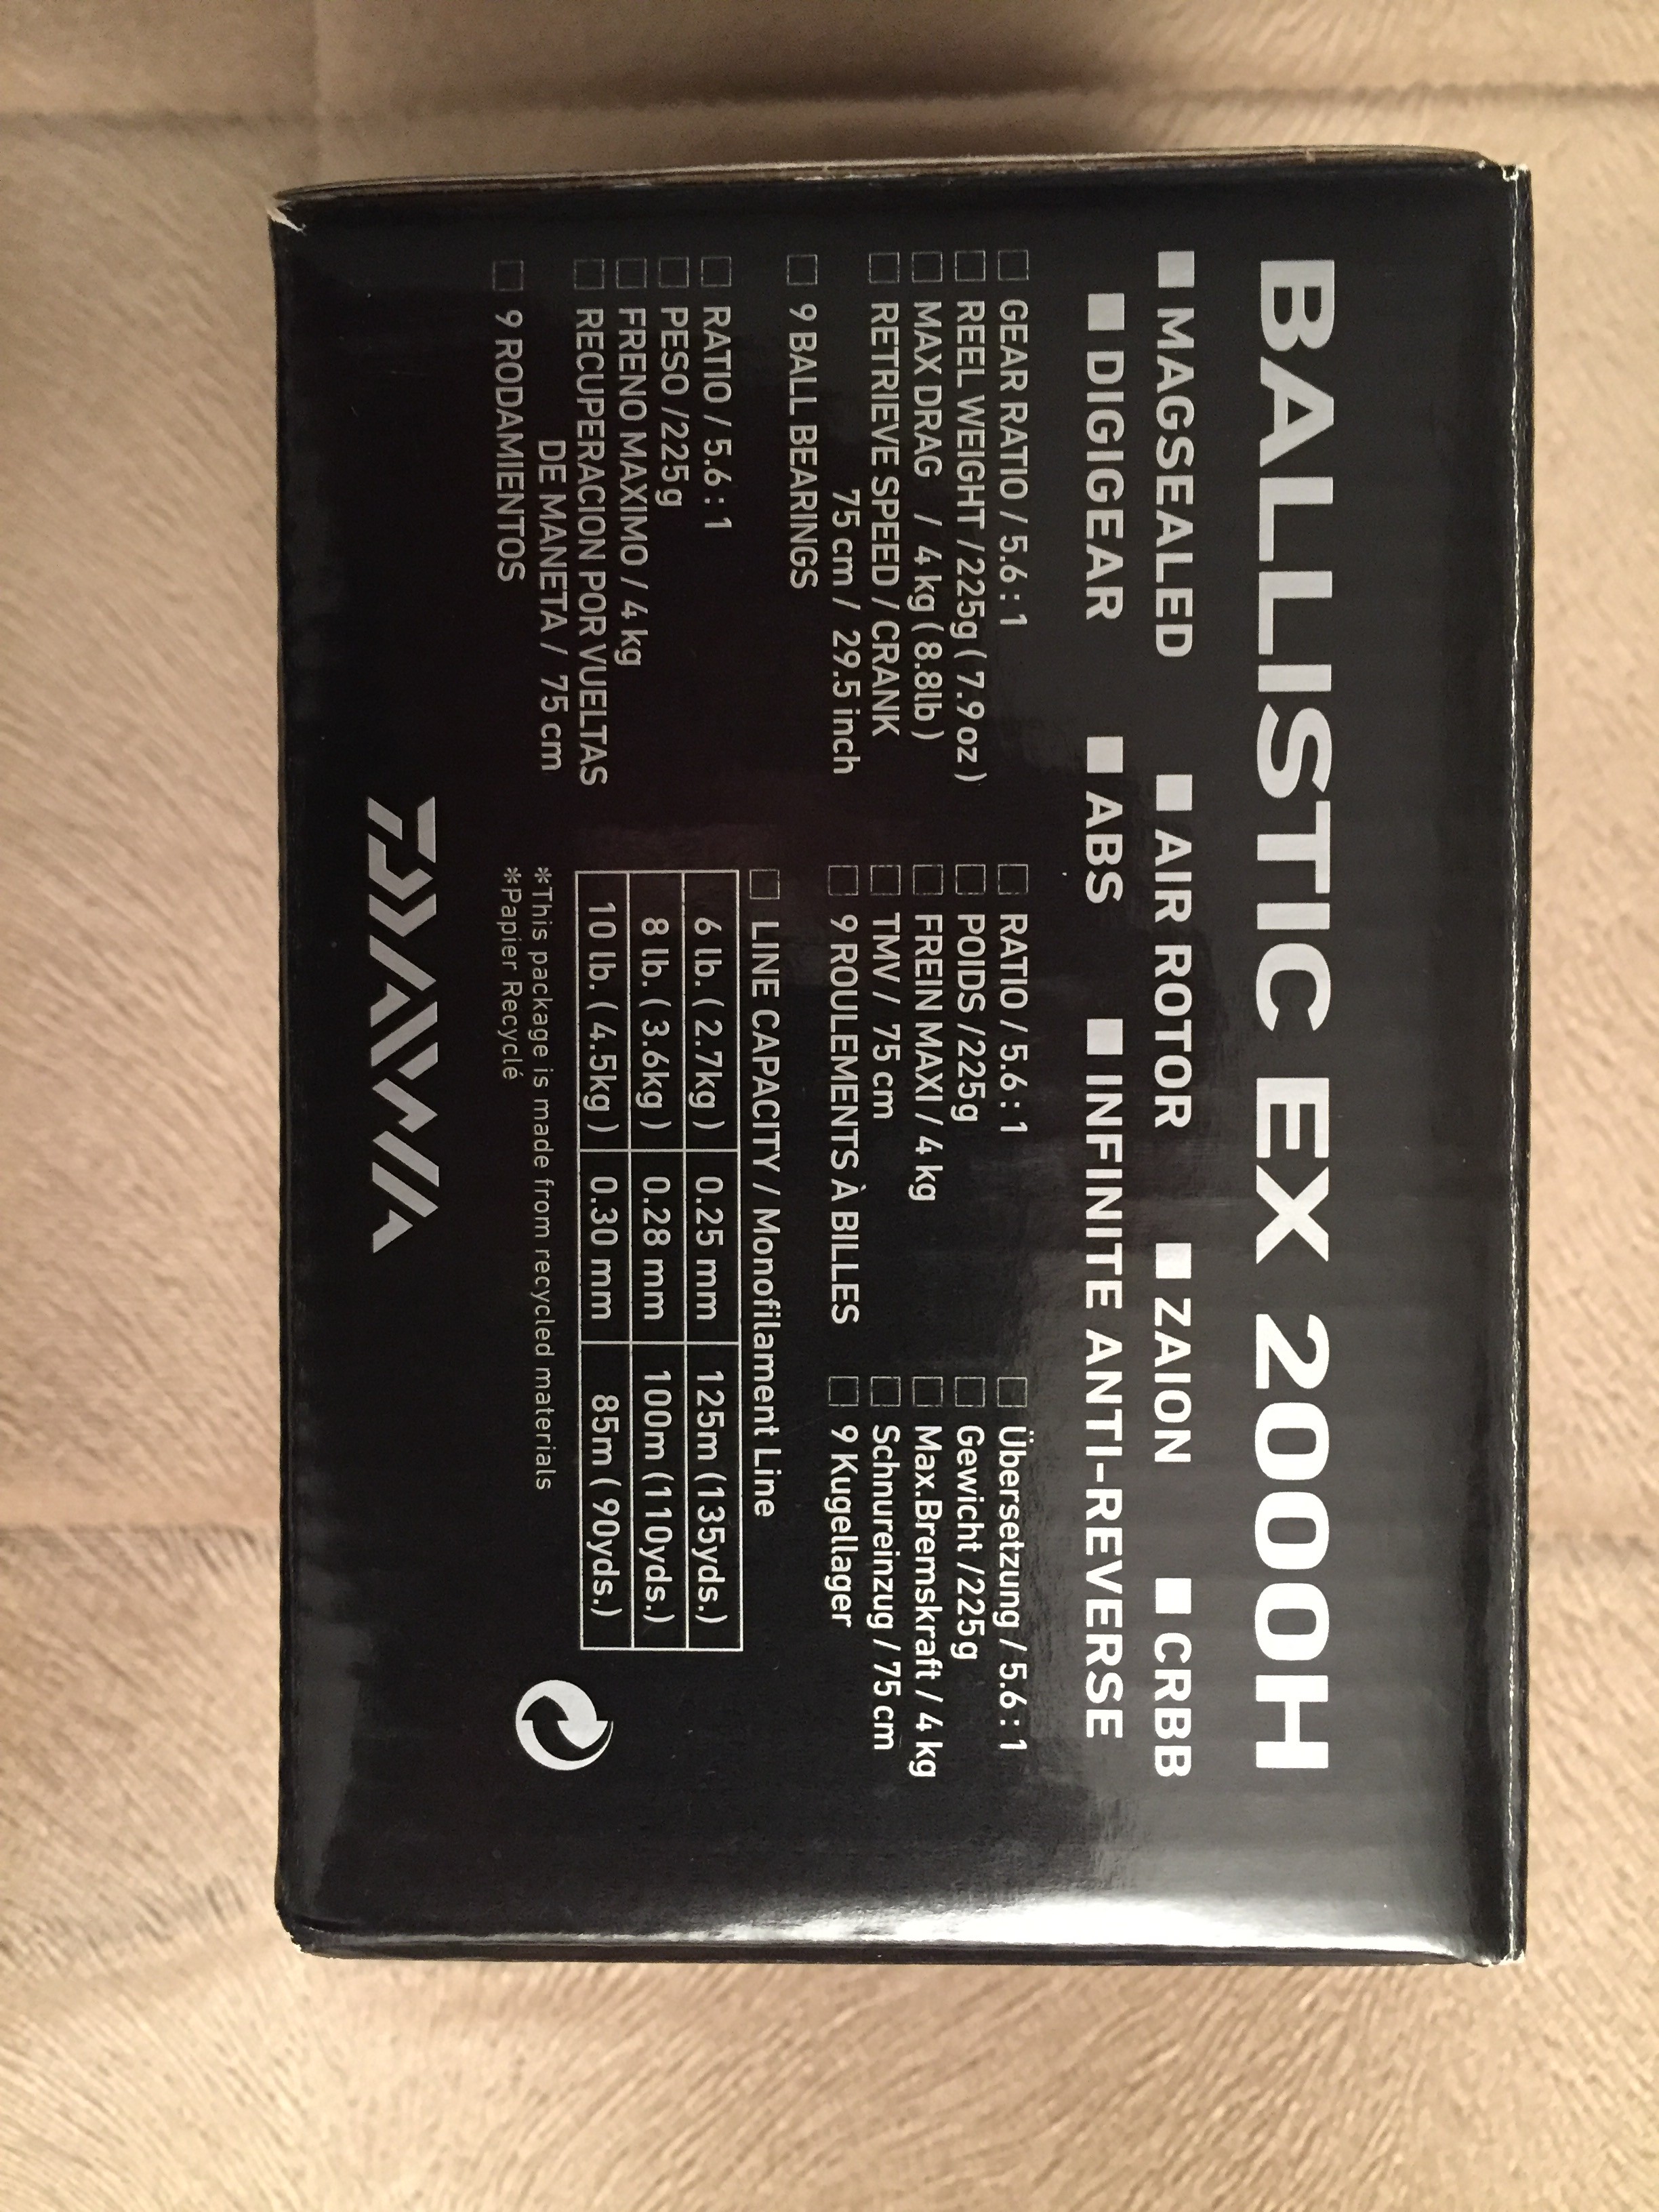 BALLISTIC EX 2000H
■ MAGSEALED ■ AIR ROTOR ■ ZAION ■ CRBB
■ DIGIGEAR ■ ABS ■ INFINITE ANTI-REVERSE
□ GEAR RATIO / 5.6 : 1
□ REEL WEIGHT / 225g ( 7.9 oz )
□ MAX DRAG / 4 kg ( 8.8lb )
□ RETRIEVE SPEED / CRANK
75 cm / 29.5 inch
□ 9 BALL BEARINGS
□ RATIO / 5.6 : 1
□ POIDS / 225g
□ FREIN MAXI / 4 kg
□ TMV / 75 cm
□ 9 ROULEMENTS À BILLES
□ Übersetzung / 5.6 : 1
□ Gewicht / 225g
□ Max.Bremskraft / 4 kg
□ Schnureinzug / 75 cm
□ 9 Kugellager
□ RATIO / 5.6 : 1
□ PESO / 225g
□ FRENO MAXIMO / 4 kg
□ RECUPERACION POR VUELTAS
DE MANETA / 75 cm
□ 9 RODAMIENTOS
□ LINE CAPACITY / Monofilament Line
6 lb. ( 2.7kg ) 0.25 mm 125m (135yds.)
8 lb. ( 3.6kg ) 0.28 mm 100m (110yds.)
10 lb. ( 4.5kg ) 0.30 mm 85m ( 90yds.)
*This package is made from recycled materials
*Papier Recyclé
DAIWA